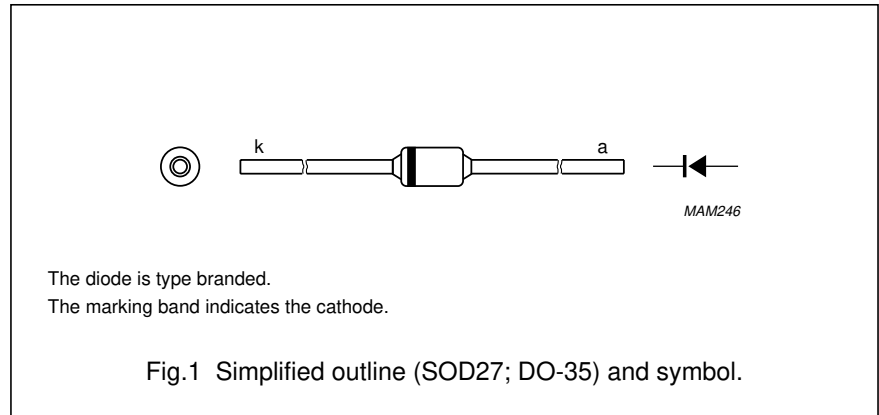 k
a
MAM246
The diode is type branded.
The marking band indicates the cathode.
Fig.1 Simplified outline (SOD27; DO-35) and symbol.